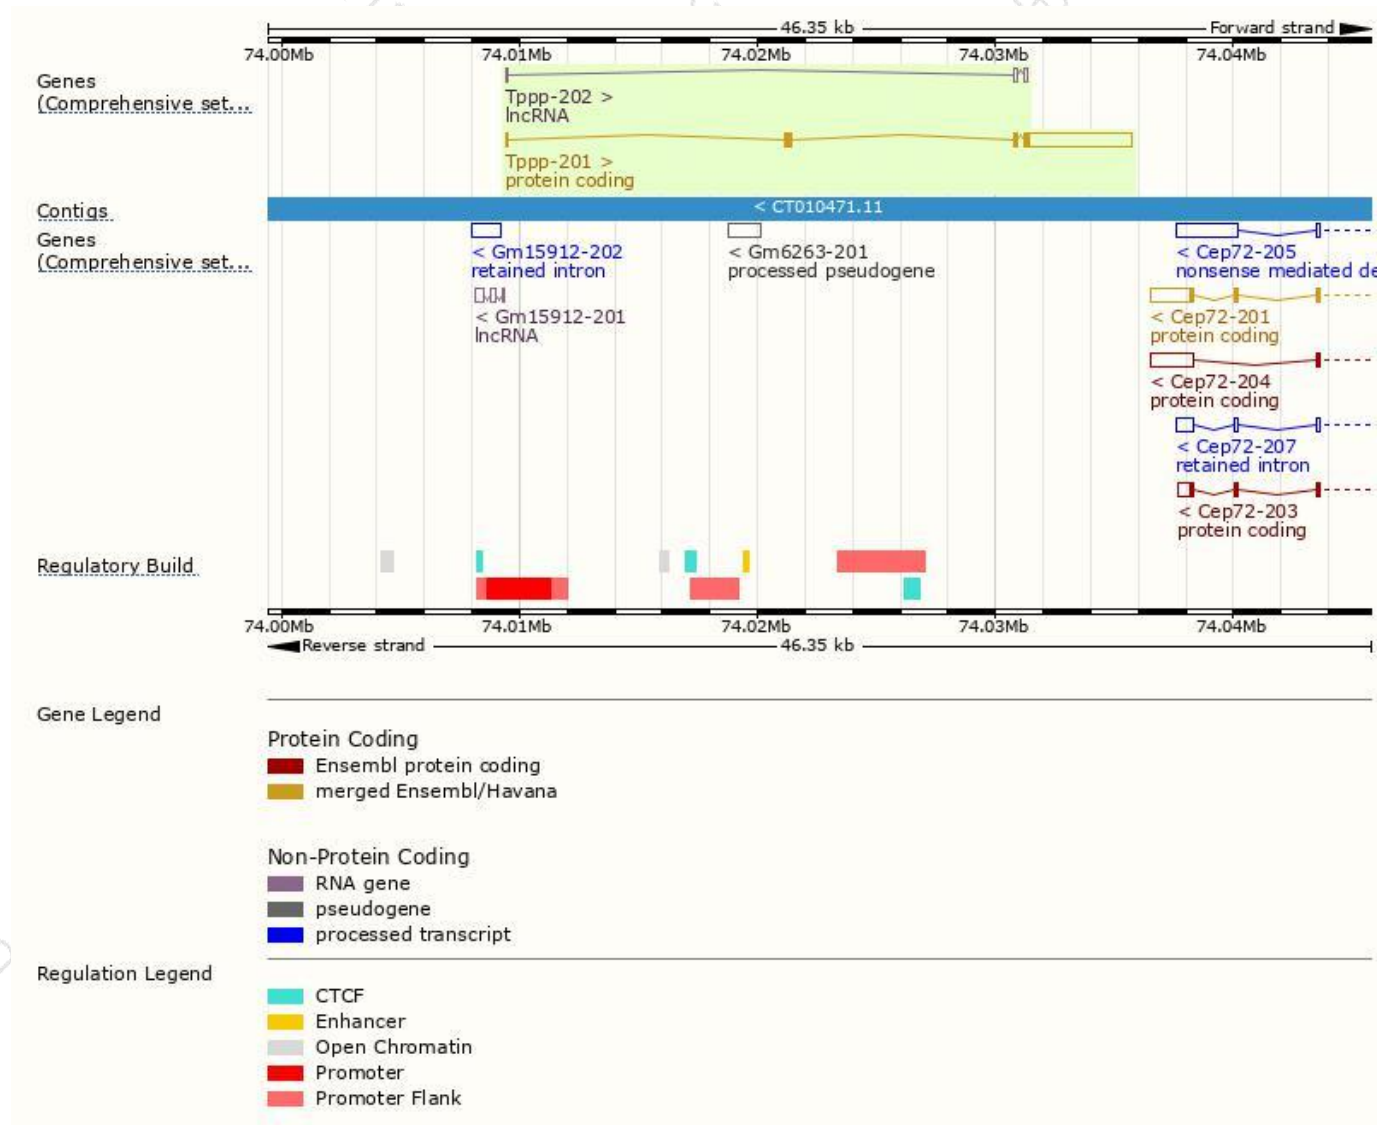 46.35 kb Forward strand
74.00Mb 74.01Mb 74.02Mb 74.03Mb 74.04Mb
Genes
(Comprehensive set...
Tppp-202 >
lncRNA
Tppp-201 >
protein coding
Contigs
< CT010471.11
Genes
(Comprehensive set...
< Gm15912-202 < Gm6263-201 < Cep72-205
retained intron processed pseudogene nonsense mediated de
< Gm15912-201 < Cep72-201
lncRNA protein coding
< Cep72-204
protein coding
< Cep72-207
retained intron
< Cep72-203
protein coding
Regulatory Build
74.00Mb 74.01Mb 74.02Mb 74.03Mb 74.04Mb
Reverse strand 46.35 kb
Gene Legend
Protein Coding
Ensembl protein coding
merged Ensembl/Havana
Non-Protein Coding
RNA gene
pseudogene
processed transcript
Regulation Legend
CTCF
Enhancer
Open Chromatin
Promoter
Promoter Flank